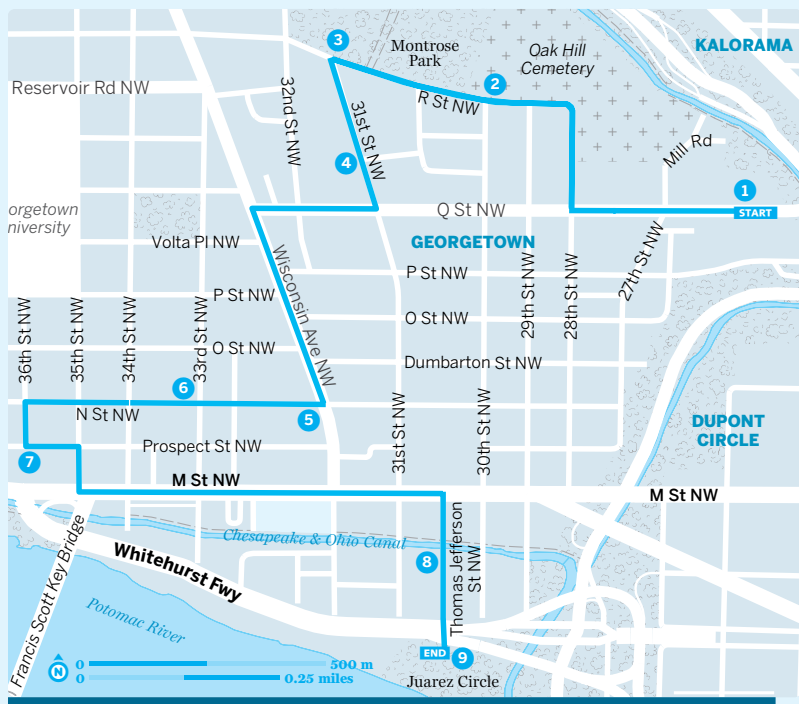 3
Montrose
Park
Oak Hill
Cemetery
KALORAMA
Reservoir Rd NW
32nd St NW
31st St NW
R St NW
2
4
Mill Rd
1
START
orgetown
niversity
Q St NW
Volta Pl NW
GEORGETOWN
27th St NW
Wisconsin Ave NW
P St NW
P St NW
29th St NW
28th St NW
O St NW
36th St NW
35th St NW
34th St NW
33rd St NW
O St NW
Dumbarton St NW
6
5
N St NW
31st St NW
30th St NW
DUPONT
CIRCLE
7
Prospect St NW
M St NW
M St NW
Chesapeake & Ohio Canal
8
Thomas Jefferson
St NW
Francis Scott Key Bridge
Whitehurst Fwy
Potomac River
END
9
Juarez Circle
N
0 500 m
0 0.25 miles